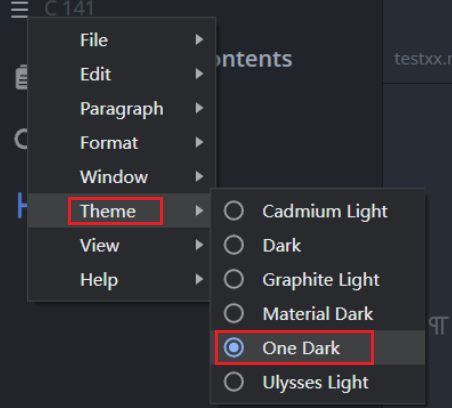 C 141
File
ontents
Edit
testxx.
Paragraph
Format
Window
Theme
Cadmium Light
View
Dark
Help
Graphite Light
Material Dark
One Dark
Ulysses Light